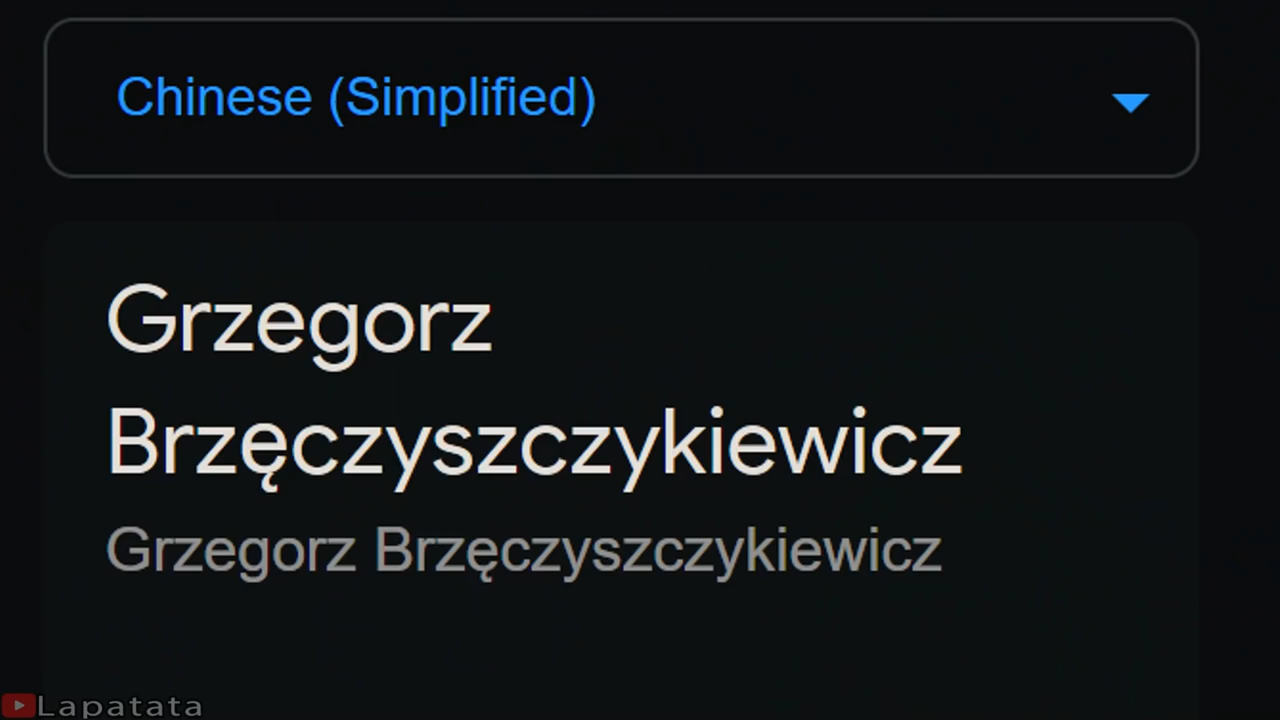 Chinese (Simplified)
Grzegorz
Brzęczyszczykiewicz
Grzegorz Brzęczyszczykiewicz
Lapatata